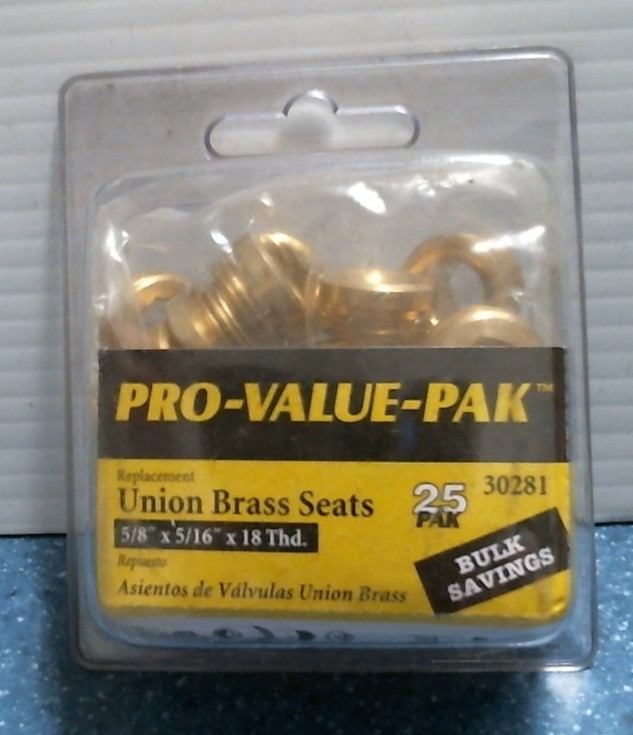 PRO-VALUE-PAK™
Replacement
Union Brass Seats
5/8" x 5/16" x 18 Thd.
Repuesto
Asientos de Válvulas Union Brass
25
PAK
30281
BULK
SAVINGS